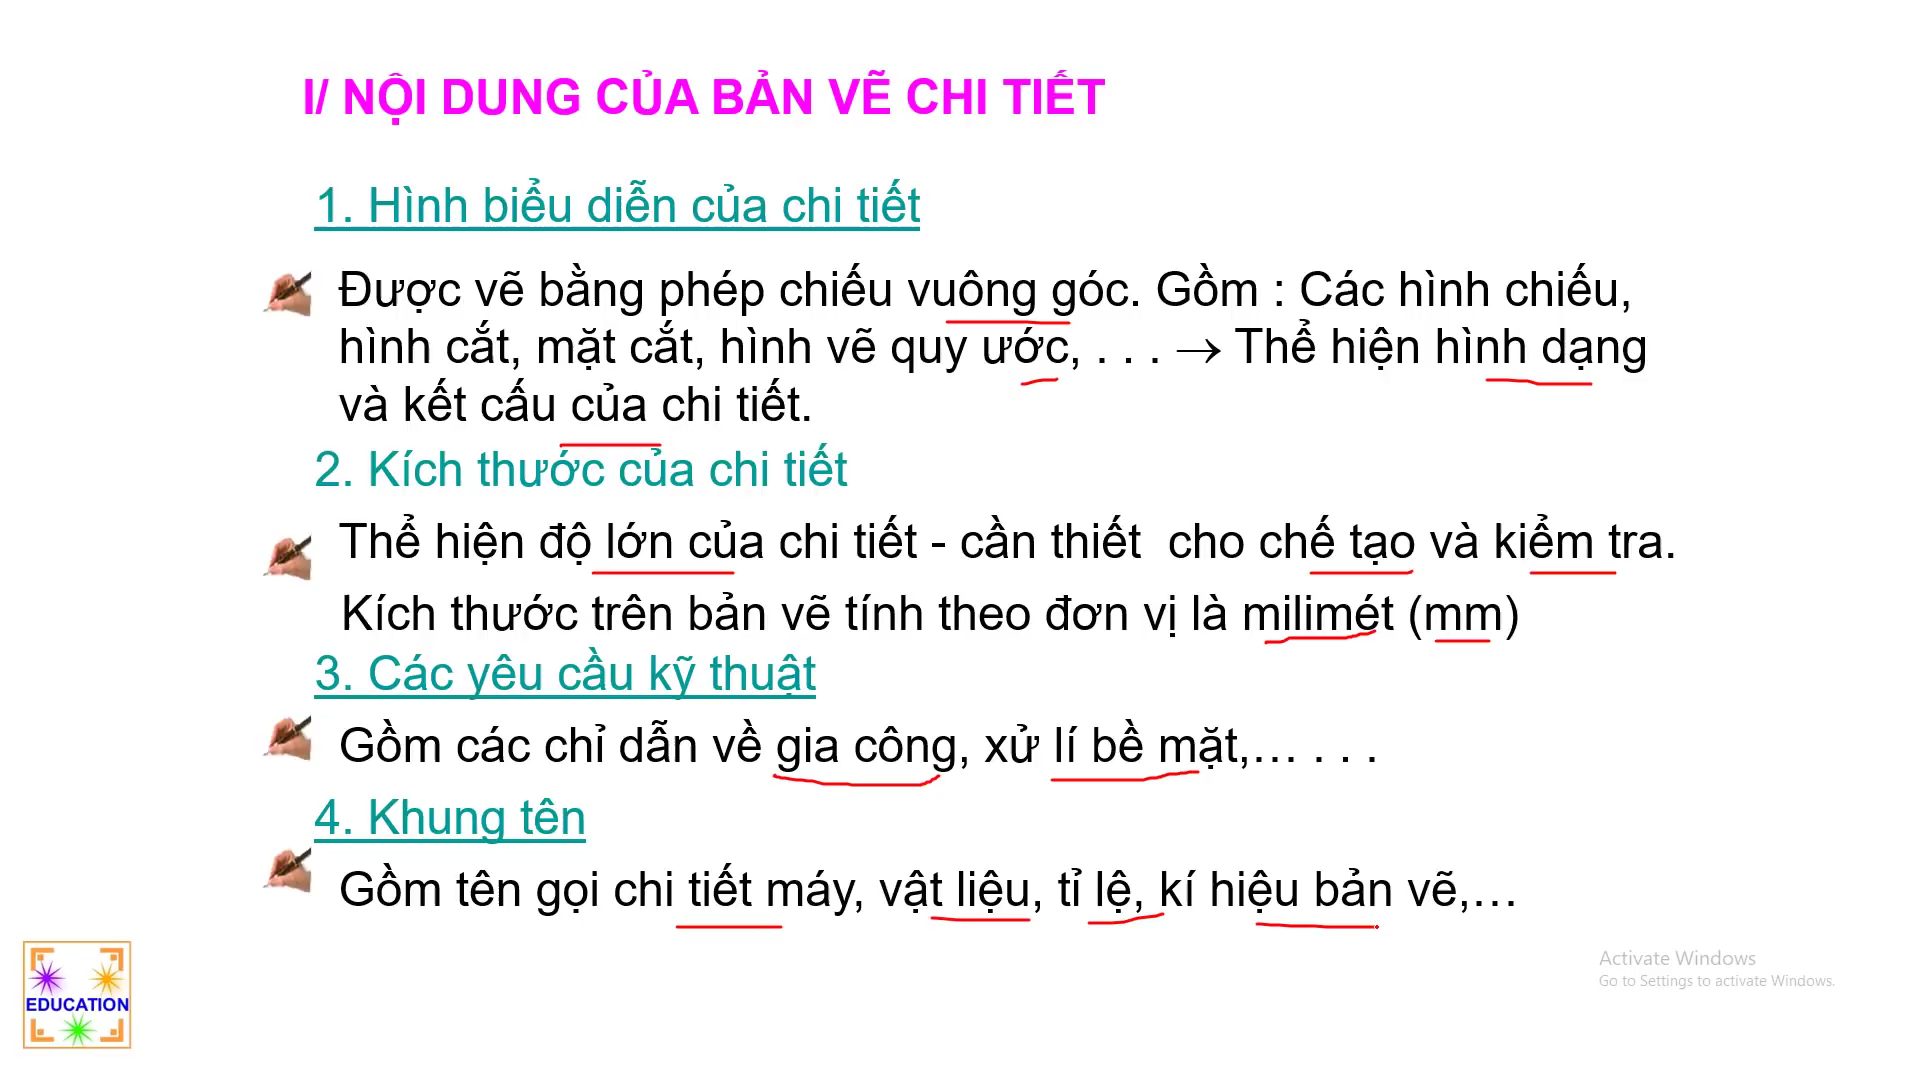 I/ NỘI DUNG CỦA BẢN VẼ CHI TIẾT
1. Hình biểu diễn của chi tiết
Được vẽ bằng phép chiếu vuông góc. Gồm : Các hình chiếu,
hình cắt, mặt cắt, hình vẽ quy ước, . . . → Thể hiện hình dạng
và kết cấu của chi tiết.
2. Kích thước của chi tiết
Thể hiện độ lớn của chi tiết - cần thiết cho chế tạo và kiểm tra.
Kích thước trên bản vẽ tính theo đơn vị là milimét (mm)
3. Các yêu cầu kỹ thuật
Gồm các chỉ dẫn về gia công, xử lí bề mặt,… . . .
4. Khung tên
Gồm tên gọi chi tiết máy, vật liệu, tỉ lệ, kí hiệu bản vẽ,…
EDUCATION
Activate Windows
Go to Settings to activate Windows.